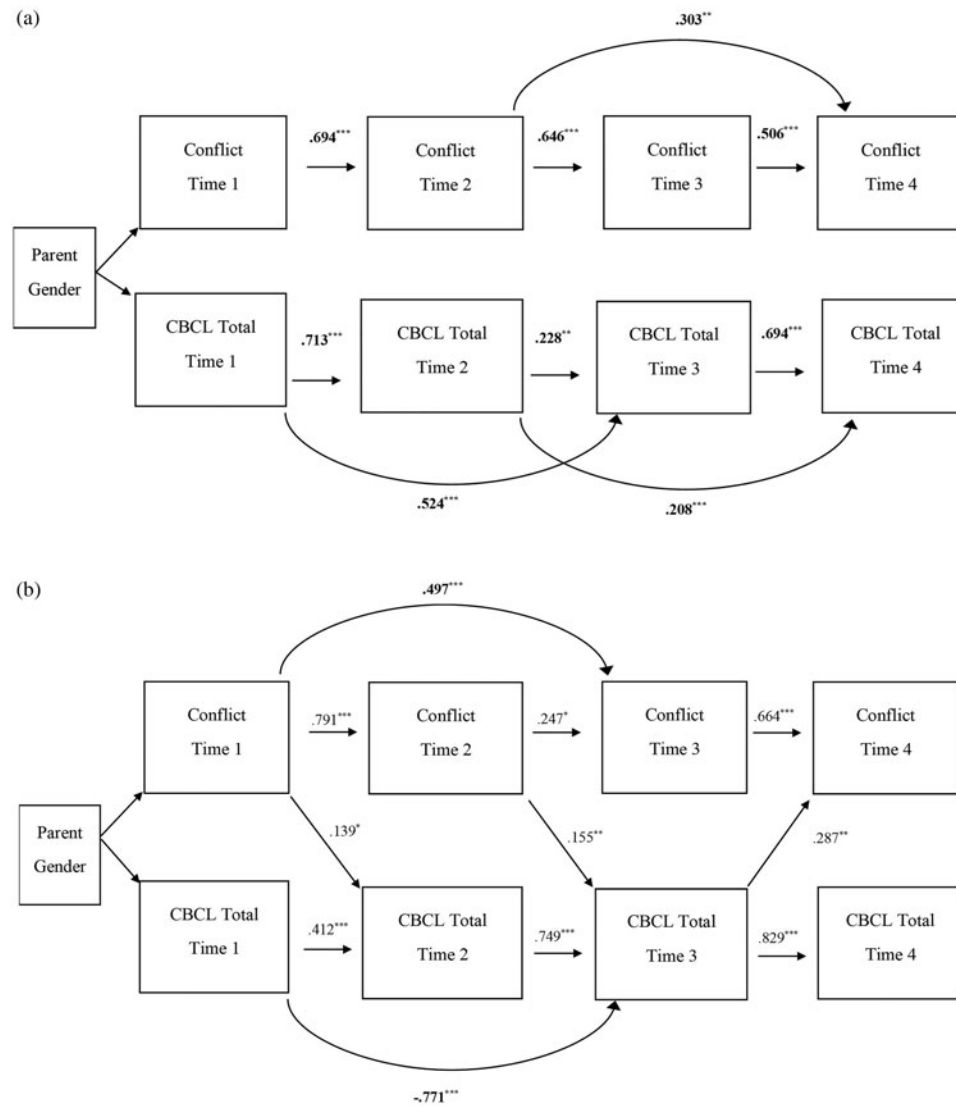 (a)
.303**
.694***
.646***
.506***
Conflict
Time 1
Conflict
Time 2
Conflict
Time 3
Conflict
Time 4
Parent
Gender
.713***
.228**
.694***
CBCL Total
Time 1
CBCL Total
Time 2
CBCL Total
Time 3
CBCL Total
Time 4
.524***
.208***
(b)
.497***
Conflict
Time 1
.791***
Conflict
Time 2
.247*
Conflict
Time 3
.664***
Conflict
Time 4
Parent
Gender
.139*
.155**
.287**
CBCL Total
Time 1
.412***
CBCL Total
Time 2
.749***
CBCL Total
Time 3
.829***
CBCL Total
Time 4
-.771***